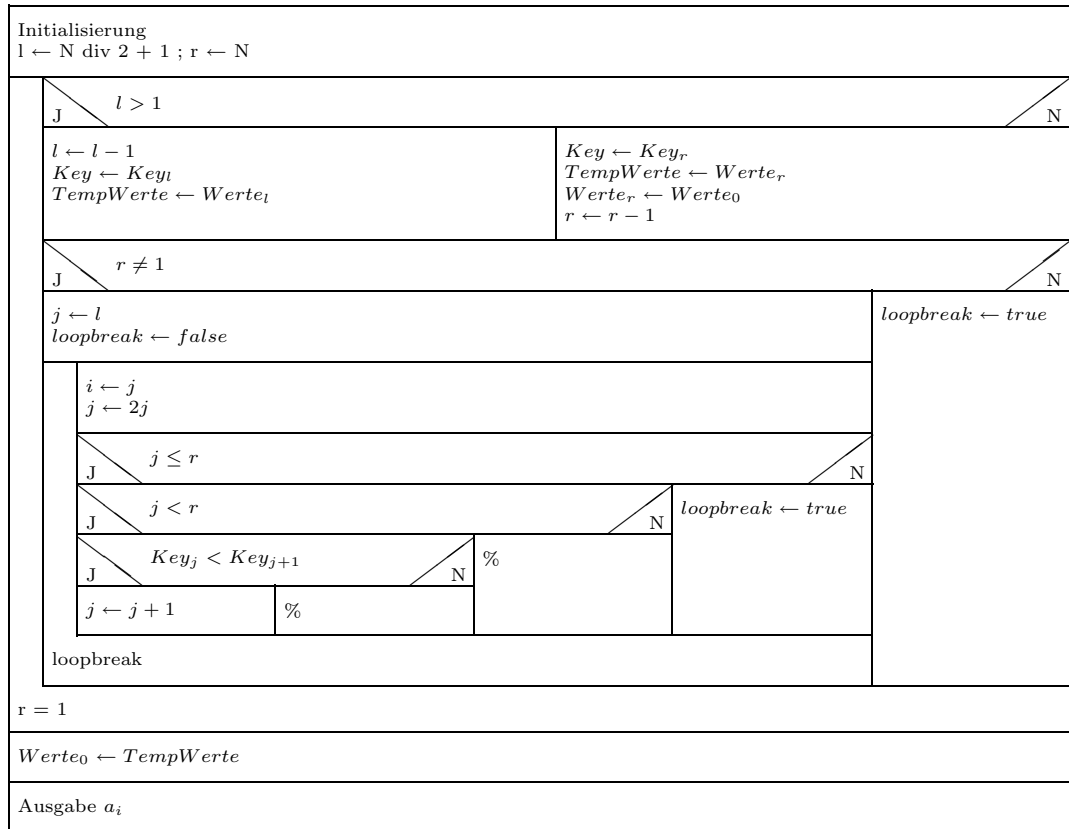 Initialisierung
l ← N div 2 + 1 ; r ← N
J l > 1 N
l ← l − 1
Key ← Key_l
TempWerte ← Werte_l
Key ← Key_r
TempWerte ← Werte_r
Werte_r ← Werte_0
r ← r − 1
J r ≠ 1 N
j ← l
loopbreak ← false
loopbreak ← true
i ← j
j ← 2j
J j ≤ r N
J j < r N
loopbreak ← true
J Key_j < Key_{j+1} N
%
j ← j + 1
%
loopbreak
r = 1
Werte_0 ← TempWerte
Ausgabe a_i